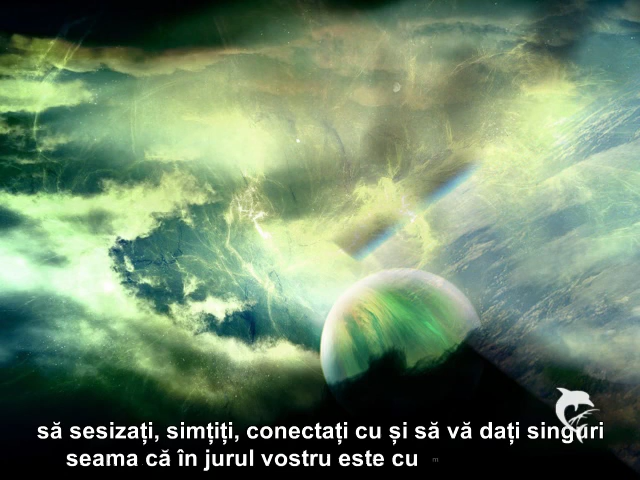 să sesizați, simțiți, conectați cu și să vă dați singuri
seama că în jurul vostru este cu